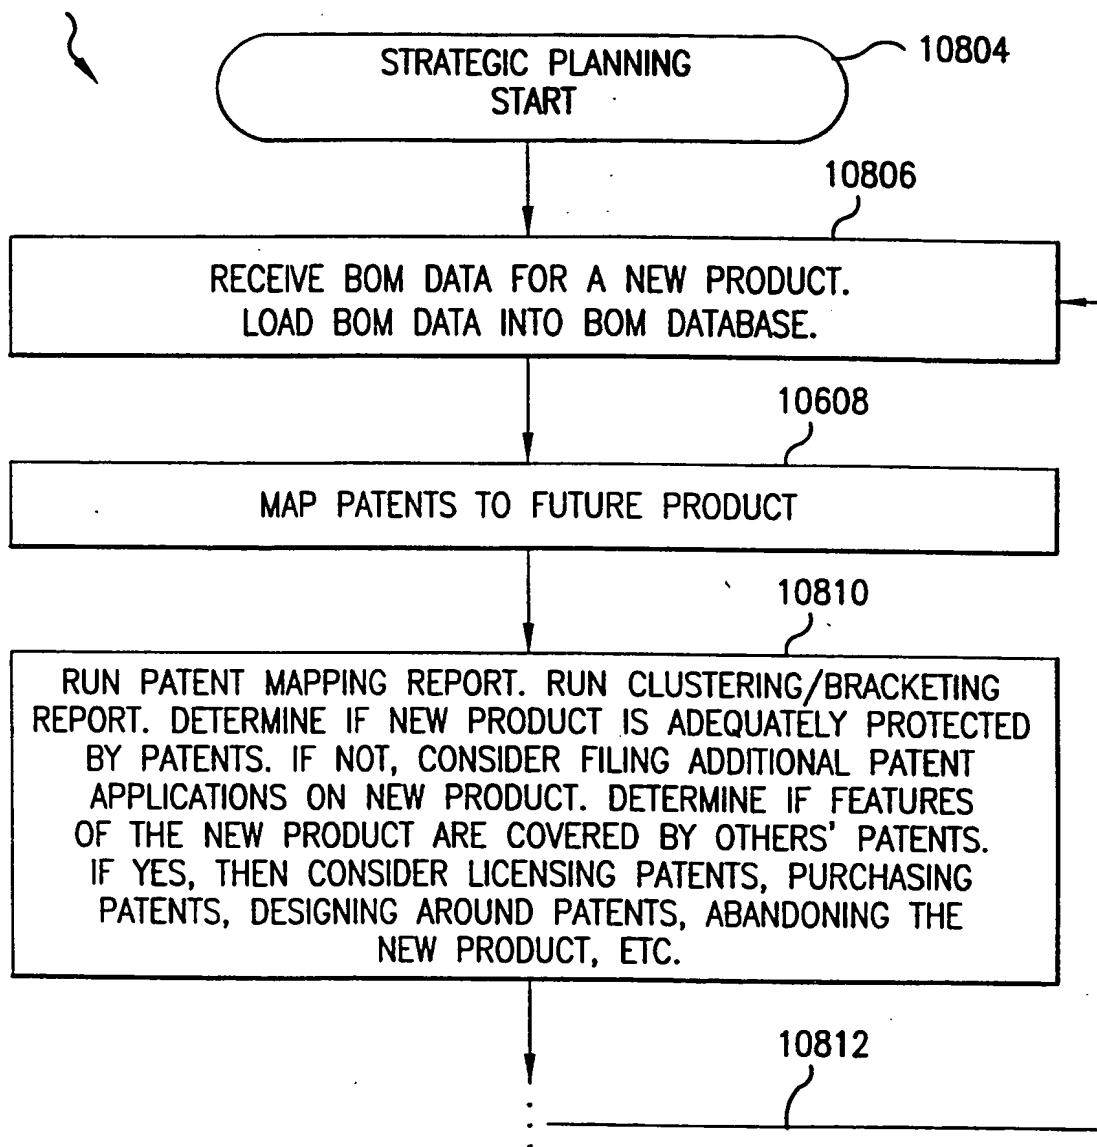 STRATEGIC PLANNING
START
10804
10806
RECEIVE BOM DATA FOR A NEW PRODUCT.
LOAD BOM DATA INTO BOM DATABASE.
10608
MAP PATENTS TO FUTURE PRODUCT
10810
RUN PATENT MAPPING REPORT. RUN CLUSTERING/BRACKETING
REPORT. DETERMINE IF NEW PRODUCT IS ADEQUATELY PROTECTED
BY PATENTS. IF NOT, CONSIDER FILING ADDITIONAL PATENT
APPLICATIONS ON NEW PRODUCT. DETERMINE IF FEATURES
OF THE NEW PRODUCT ARE COVERED BY OTHERS' PATENTS.
IF YES, THEN CONSIDER LICENSING PATENTS, PURCHASING
PATENTS, DESIGNING AROUND PATENTS, ABANDONING THE
NEW PRODUCT, ETC.
10812